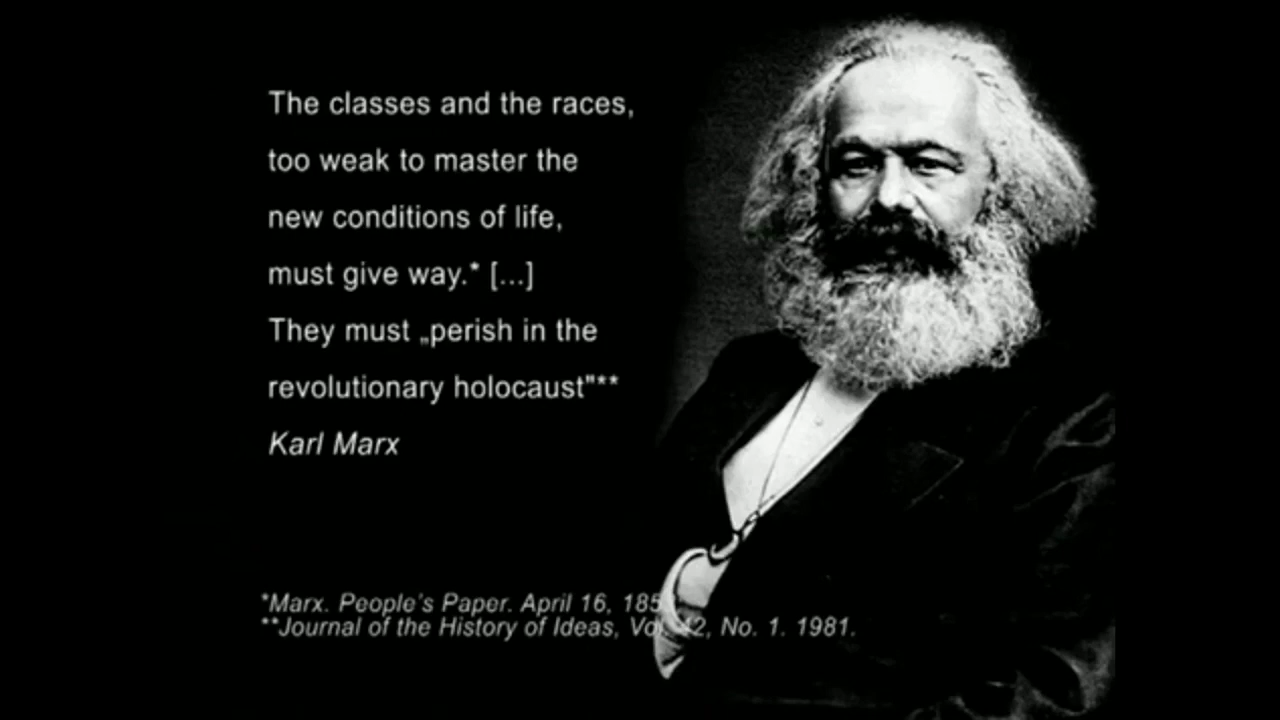 The classes and the races,
too weak to master the
new conditions of life,
must give way.* [...]
They must „perish in the
revolutionary holocaust"**
Karl Marx
*Marx. People's Paper. April 16, 185
**Journal of the History of Ideas, Vol. 42, No. 1. 1981.